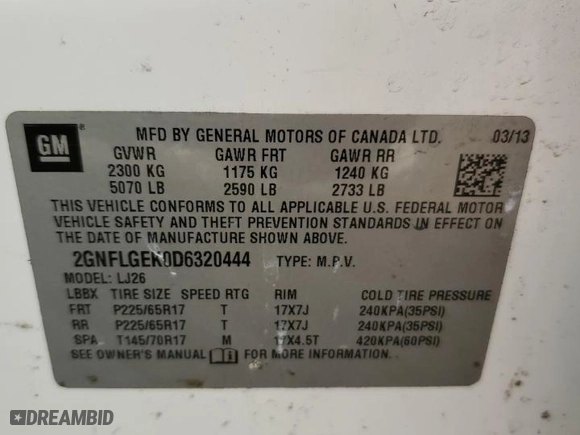 GM ®
MFD BY GENERAL MOTORS OF CANADA LTD. 03/13
GVWR GAWR FRT GAWR RR
2300 KG 1175 KG 1240 KG
5070 LB 2590 LB 2733 LB
THIS VEHICLE CONFORMS TO ALL APPLICABLE U.S. FEDERAL MOTOR
VEHICLE SAFETY AND THEFT PREVENTION STANDARDS IN EFFECT ON
THE DATE OF MANUFACTURE SHOWN ABOVE.
2GNFLGEK0D6320444 TYPE: M.P.V.
MODEL: LJ26
LBBX TIRE SIZE SPEED RTG RIM COLD TIRE PRESSURE
FRT P225/65R17 T 17X7J 240KPA(35PSI)
RR P225/65R17 T 17X7J 240KPA(35PSI)
SPA T145/70R17 M 17X4.5T 420KPA(60PSI)
SEE OWNER'S MANUAL FOR MORE INFORMATION
DREAMBID